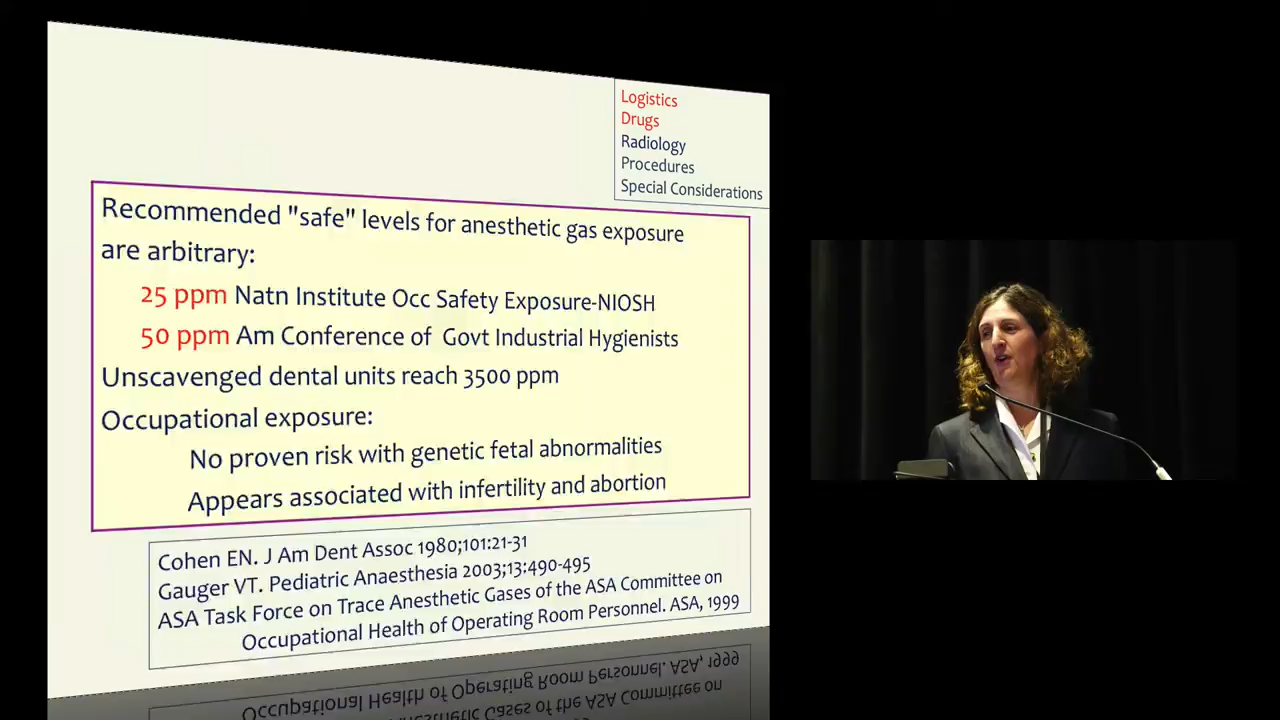 Logistics
Drugs
Radiology
Procedures
Special Considerations
Recommended "safe" levels for anesthetic gas exposure
are arbitrary:
25 ppm Natn Institute Occ Safety Exposure-NIOSH
50 ppm Am Conference of Govt Industrial Hygienists
Unscavenged dental units reach 3500 ppm
Occupational exposure:
No proven risk with genetic fetal abnormalities
Appears associated with infertility and abortion
Cohen EN. J Am Dent Assoc 1980;101:21-31
Gauger VT. Pediatric Anaesthesia 2003;13:490-495
ASA Task Force on Trace Anesthetic Gases of the ASA Committee on
Occupational Health of Operating Room Personnel. ASA, 1999